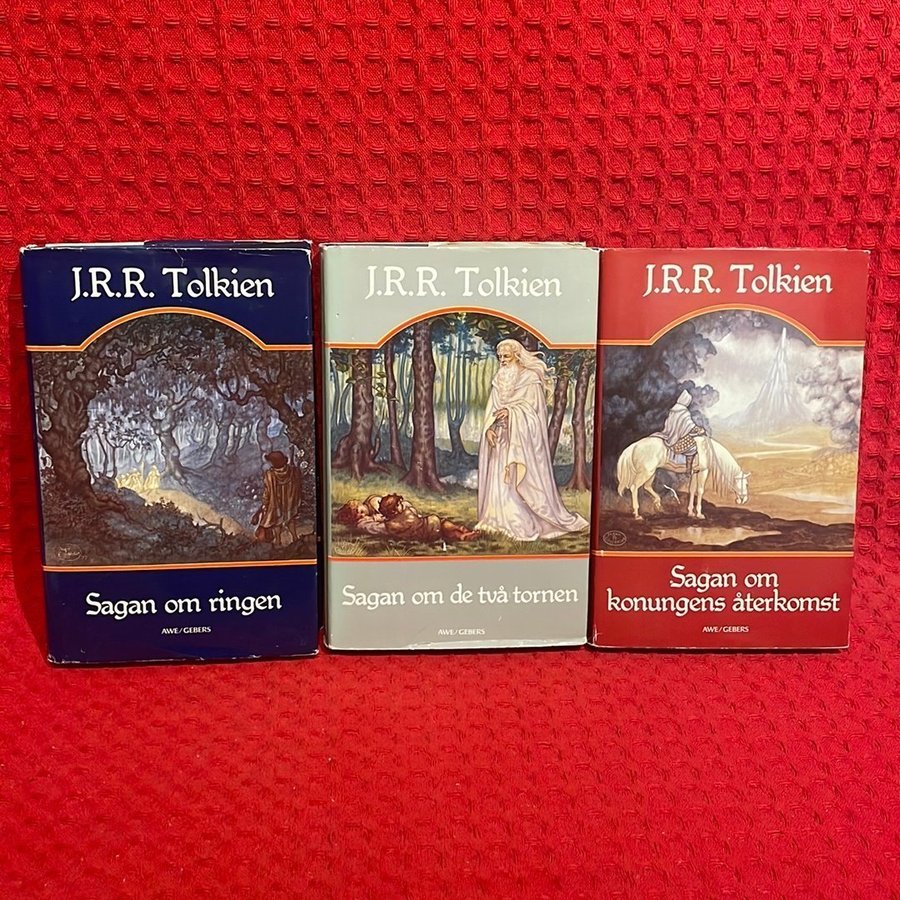 J.R.R. Tolkien
Sagan om ringen
AWE/GEBERS
J.R.R. Tolkien
Sagan om de två tornen
AWE/GEBERS
J.R.R. Tolkien
Sagan om
konungens återkomst
AWE/GEBERS